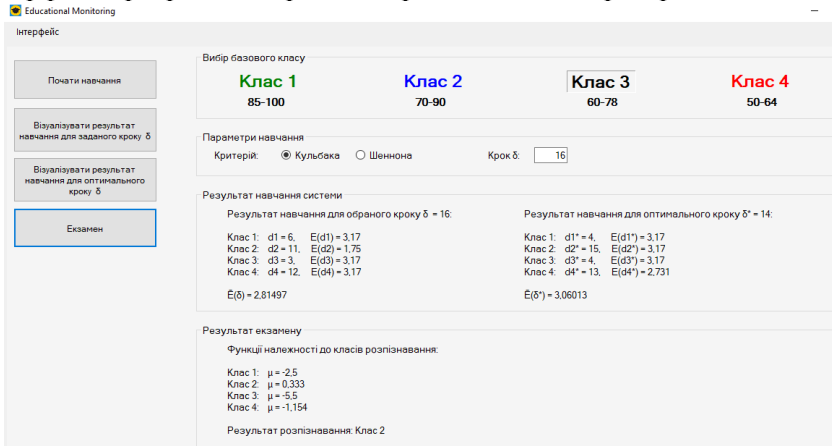 Educational Monitoring
Інтерфейс
Почати навчання
Візуалізувати результат
навчання для заданого кроку δ
Візуалізувати результат
навчання для оптимального
кроку δ
Екзамен
Вибір базового класу
Клас 1 Клас 2 Клас 3 Клас 4
85-100 70-90 60-78 50-64
Параметри навчання
Критерій: Кульбака Шеннона Крок δ: 16
Результат навчання системи
Результат навчання для обраного кроку δ = 16:
Клас 1: d1 = 6, E(d1) = 3,17
Клас 2: d2 = 11, E(d2) = 1,75
Клас 3: d3 = 3, E(d3) = 3,17
Клас 4: d4 = 12, E(d4) = 3,17
Ē(δ) = 2,81497
Результат навчання для оптимального кроку δ* = 14:
Клас 1: d1* = 4, E(d1*) = 3,17
Клас 2: d2* = 15, E(d2*) = 3,17
Клас 3: d3* = 4, E(d3*) = 3,17
Клас 4: d4* = 13, E(d4*) = 2,731
Ē(δ*) = 3,06013
Результат екзамену
Функції належності до класів розпізнавання:
Клас 1: μ = -2,5
Клас 2: μ = 0,333
Клас 3: μ = -5,5
Клас 4: μ = -1,154
Результат розпізнавання: Клас 2